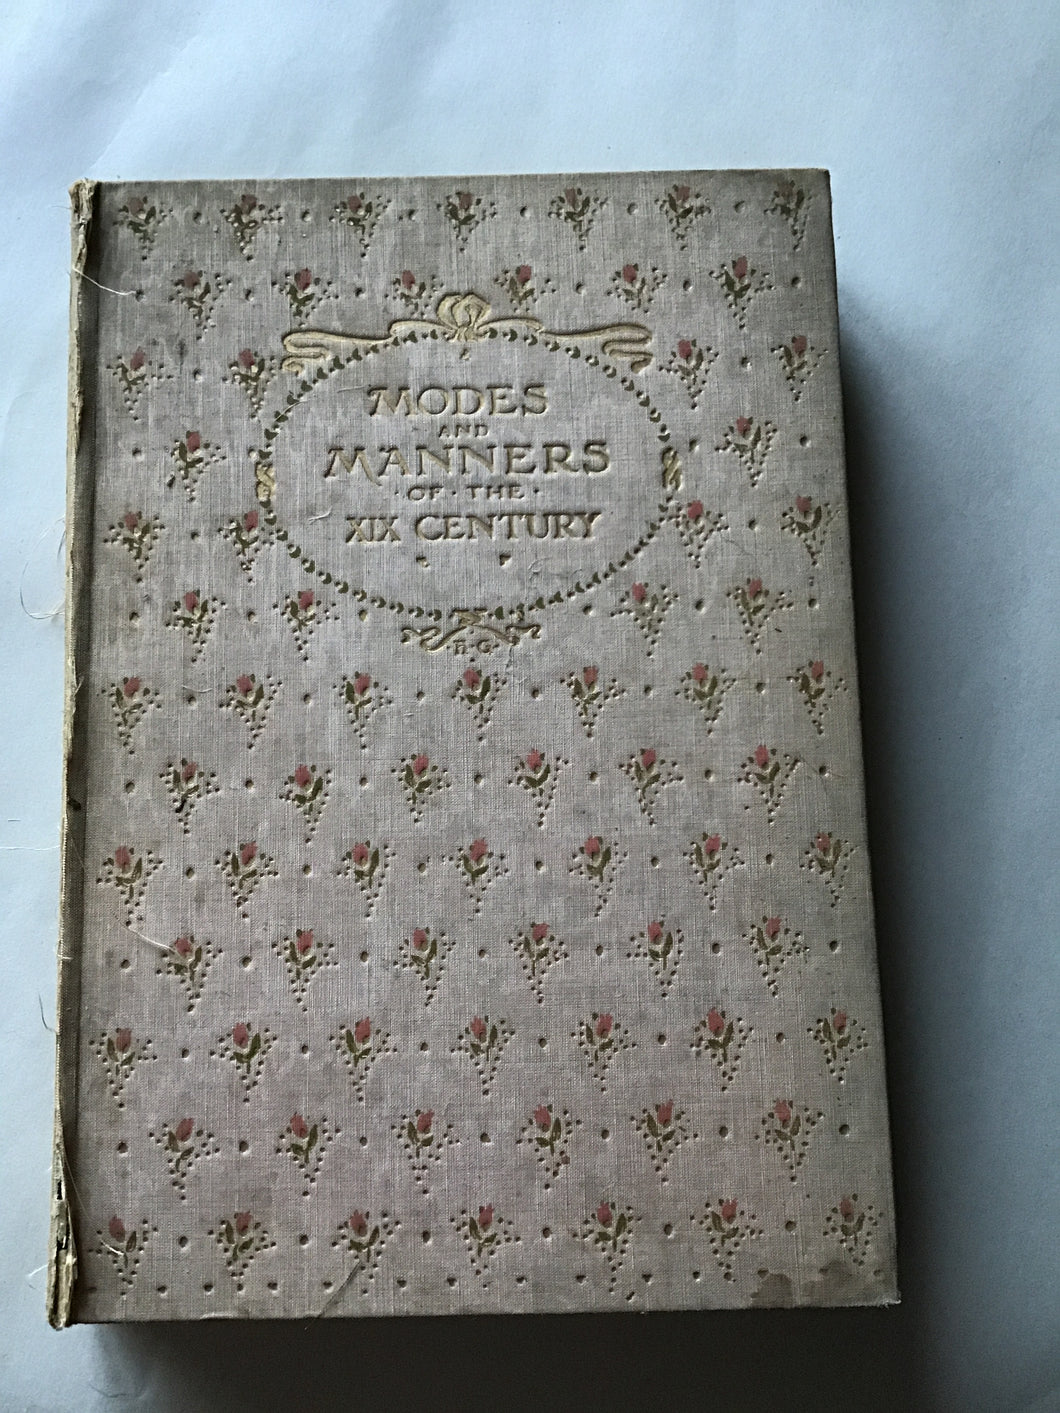 MODES
AND
MANNERS
· OF · THE ·
XIX CENTURY
R.G.